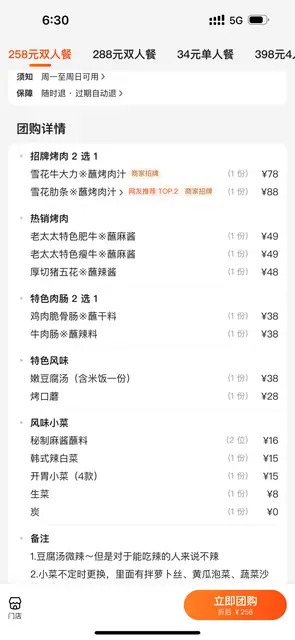 6:30
5G
258元双人餐 288元双人餐 34元单人餐 398元4人
须知 周一至周日可用 >
保障 随时退 · 过期自动退 >
团购详情
招牌烤肉 2 选 1
雪花牛大力※蘸烤肉汁 商家招牌 (1 份) ¥78
雪花肋条※蘸烤肉汁 > 网友推荐 TOP.2 商家招牌 (1 份) ¥88
热销烤肉
老太太特色肥牛※蘸麻酱 (1 份) ¥49
老太太特色瘦牛※蘸麻酱 (1 份) ¥49
厚切猪五花※蘸辣酱 (1 份) ¥48
特色肉肠 2 选 1
鸡肉脆骨肠※蘸干料 (1 份) ¥38
牛肉肠※蘸辣料 (1 份) ¥38
特色风味
嫩豆腐汤（含米饭一份） (1 份) ¥38
烤口蘑 (1 份) ¥28
风味小菜
秘制麻酱蘸料 (2 位) ¥16
韩式辣白菜 (1 份) ¥15
开胃小菜（4款） (1 份) ¥15
生菜 (1 份) ¥8
炭 (1 份) ¥0
备注
1.豆腐汤微辣～但是对于能吃辣的人来说不辣
2.小菜不定时更换，里面有拌萝卜丝、黄瓜泡菜、蔬菜沙
门店
立即团购
折后 ¥258